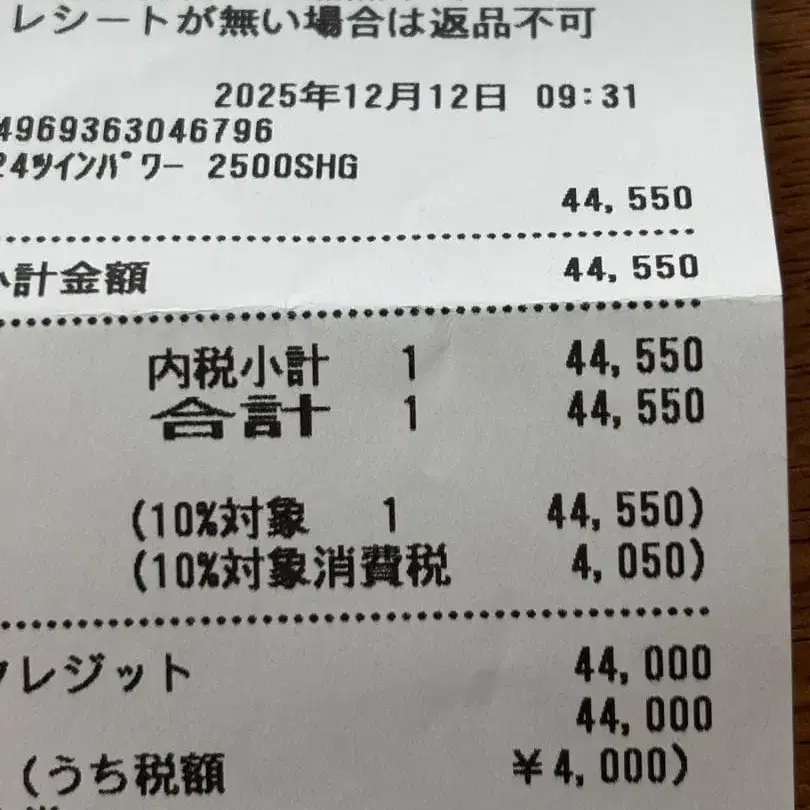 レシートが無い場合は返品不可
2025年12月12日 09:31
4969363046796
24ﾂインパワー 2500SHG
44,550
小計金額 44,550
内税小計 1 44,550
合計 1 44,550
(10%対象 1 44,550)
(10%対象消費税 4,050)
クレジット 44,000
44,000
(うち税額 ¥4,000)